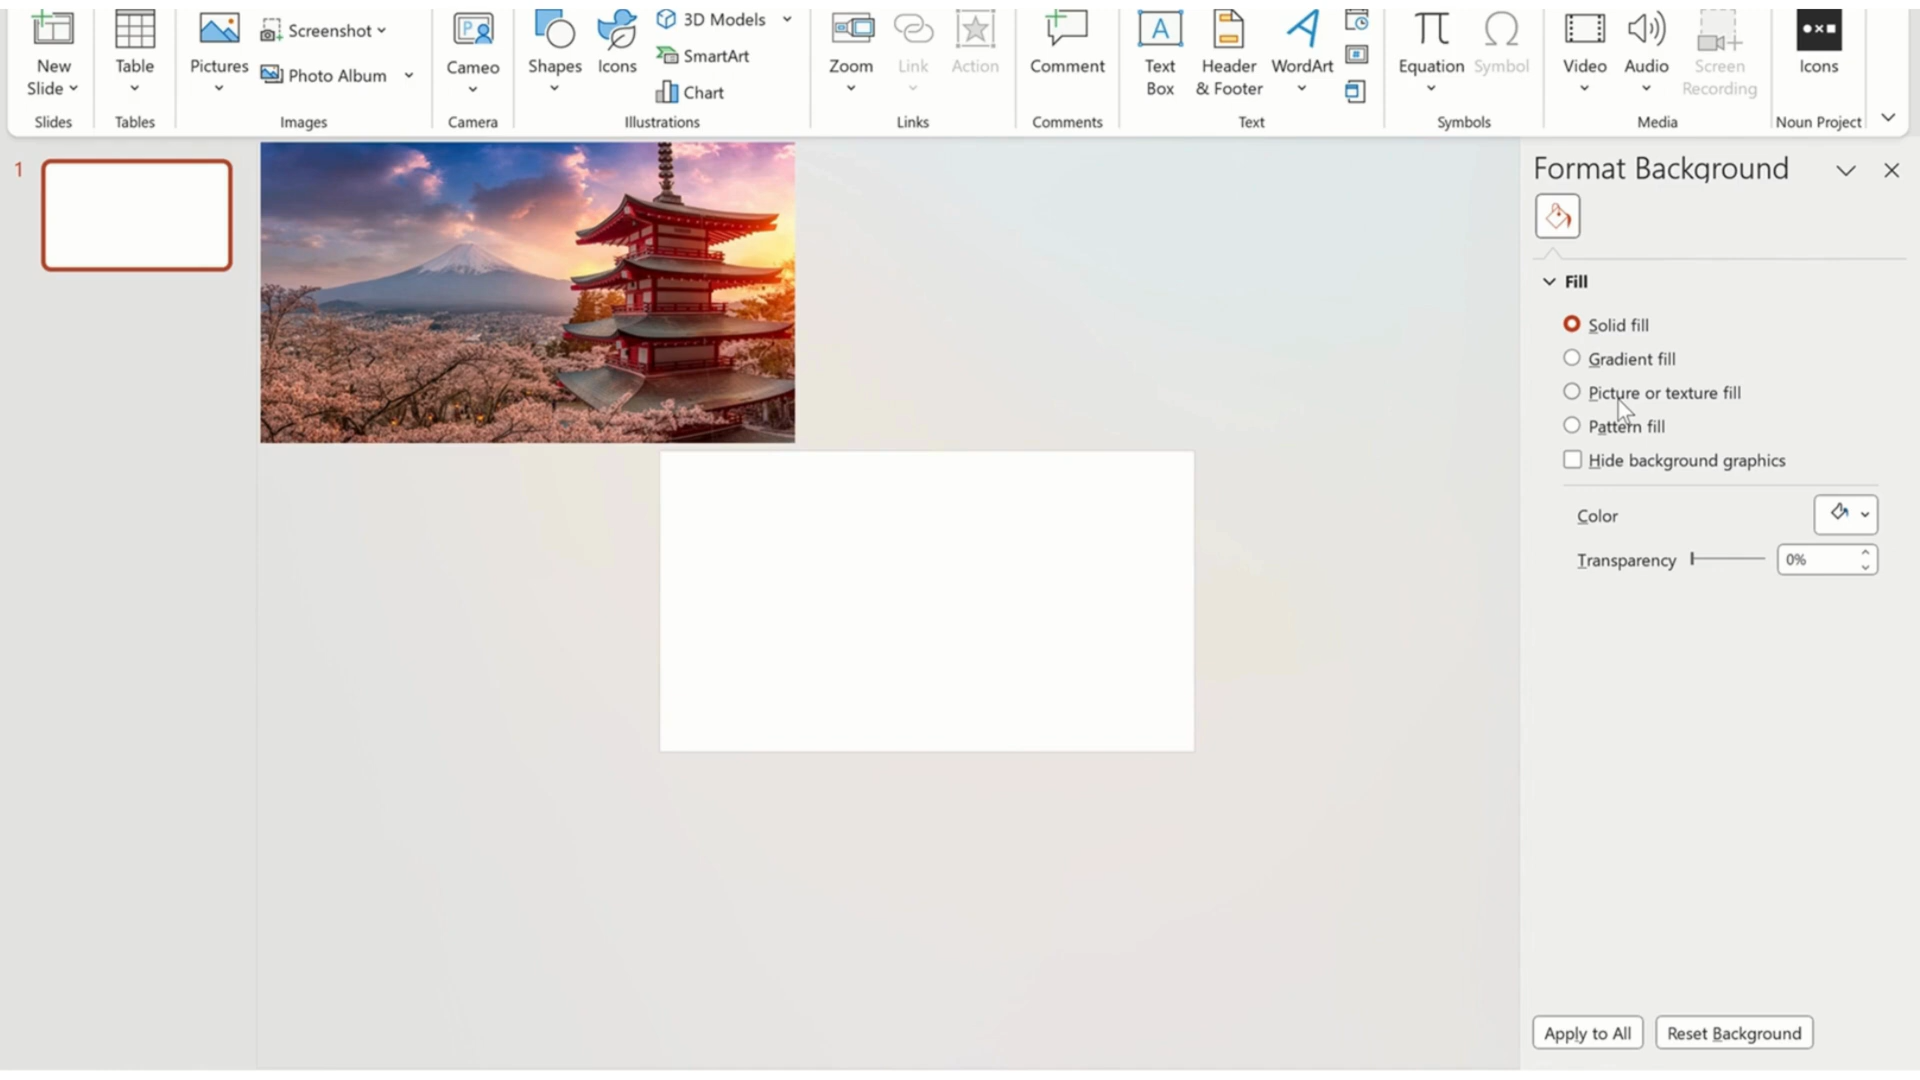 New
Slide
Slides
Table
Tables
Pictures
Screenshot
Photo Album
Images
Cameo
Camera
Shapes
Icons
3D Models
SmartArt
Chart
Illustrations
Zoom
Link
Action
Links
Comment
Comments
A
Text
Box
Header
& Footer
WordArt
Text
π
Equation
Ω
Symbol
Symbols
Video
Audio
Screen
Recording
Media
Icons
Noun Project
1
Format Background
Fill
Solid fill
Gradient fill
Picture or texture fill
Pattern fill
Hide background graphics
Color
Transparency 0%
Apply to All Reset Background